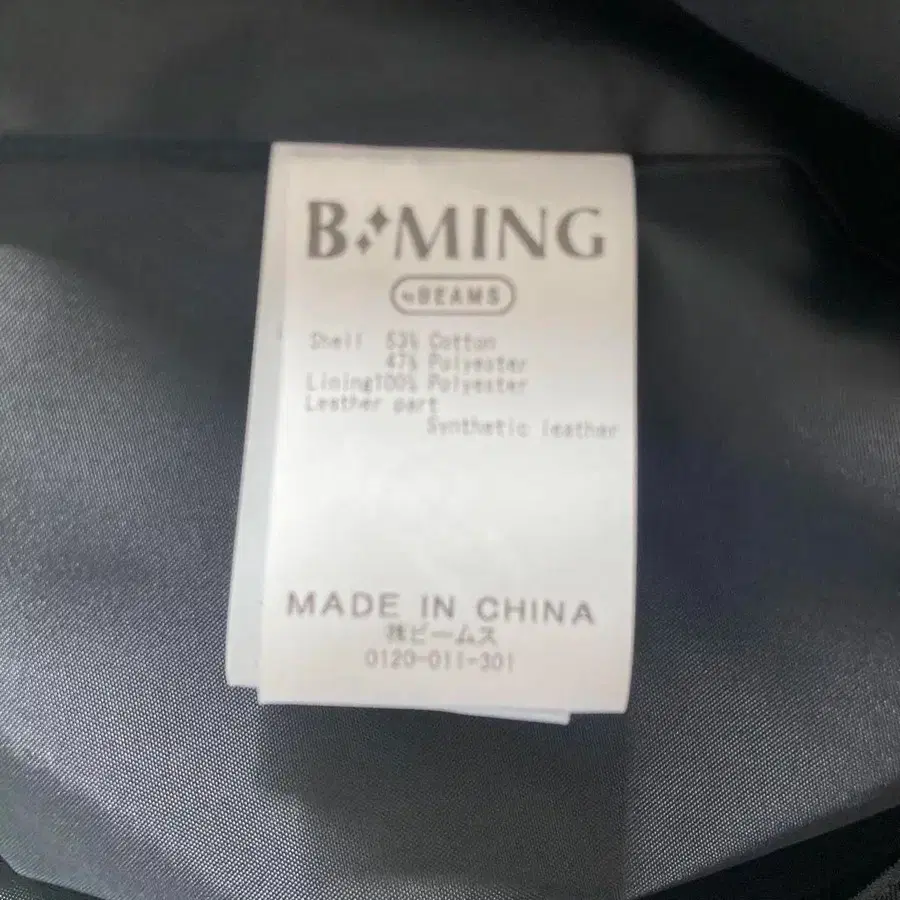 B MING
by BEAMS
Shell 53% Cotton
47% Polyester
Lining100% Polyester
Leather part
Synthetic leather
MADE IN CHINA
㈱ビームス
0120-011-301